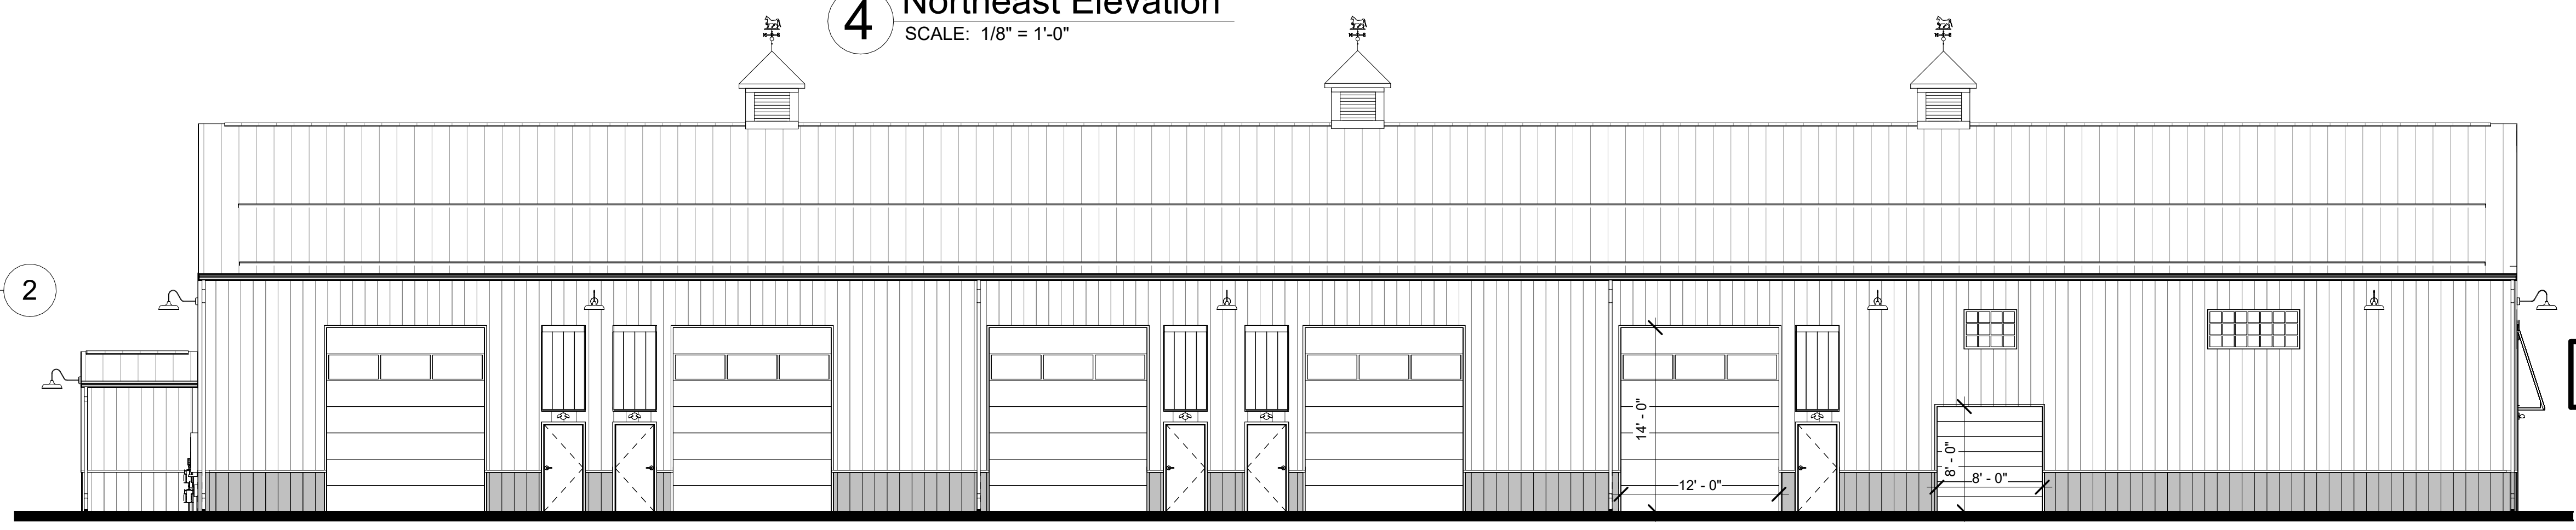 4
Northeast Elevation
SCALE: 1/8" = 1'-0"
2
14' - 0"
12' - 0"
8' - 0"
8' - 0"